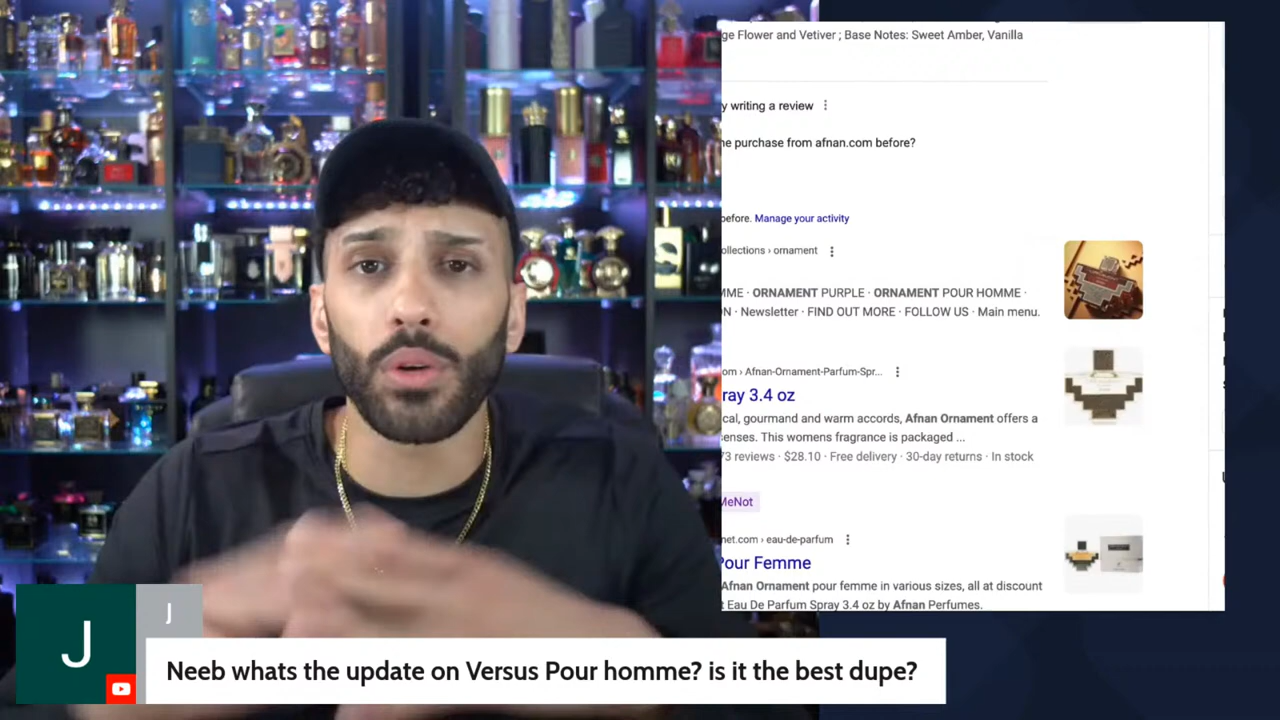 ge Flower and Vetiver ; Base Notes: Sweet Amber, Vanilla
y writing a review
ne purchase from afnan.com before?
before. Manage your activity
ollections › ornament
MME · ORNAMENT PURPLE · ORNAMENT POUR HOMME ·
ON · Newsletter · FIND OUT MORE · FOLLOW US · Main menu.
om › Afnan-Ornament-Parfum-Spr...
ray 3.4 oz
cal, gourmand and warm accords, Afnan Ornament offers a
senses. This womens fragrance is packaged ...
73 reviews · $28.10 · Free delivery · 30-day returns · In stock
MeNot
net.com › eau-de-parfum
Pour Femme
Afnan Ornament pour femme in various sizes, all at discount
t Eau De Parfum Spray 3.4 oz by Afnan Perfumes.
J
J
Neeb whats the update on Versus Pour homme? is it the best dupe?